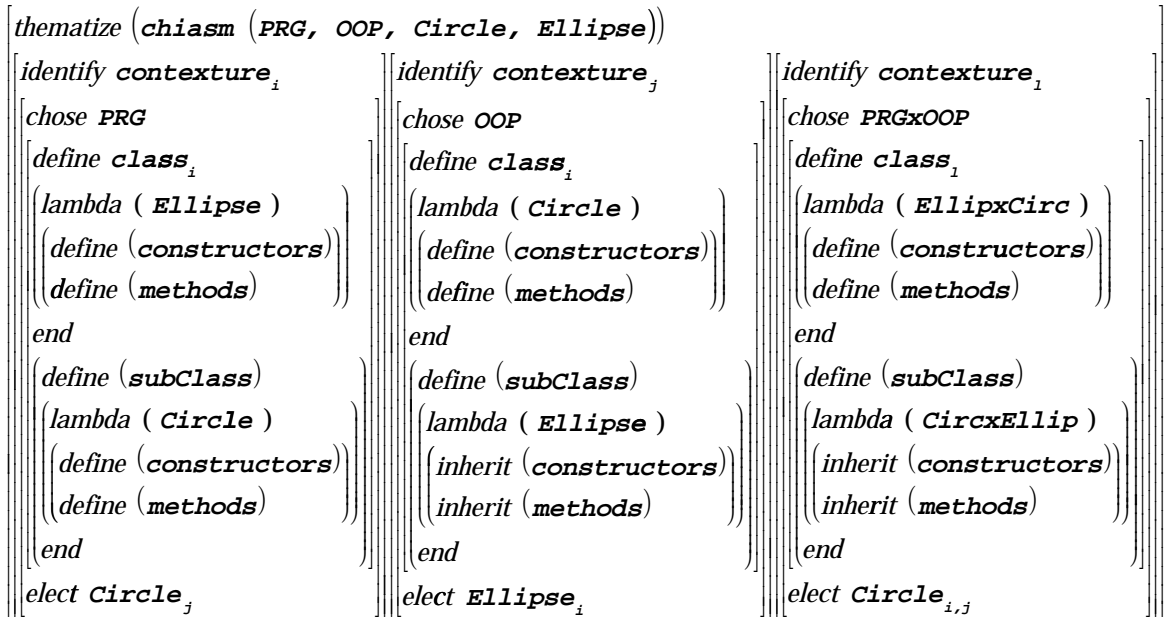 thematize (chiasm (PRG, OOP, Circle, Ellipse))
identify contexture_i
chose PRG
define class_i
lambda ( Ellipse )
(define (constructors))
(define (methods))
end
define (subClass)
lambda ( Circle )
(define (constructors))
(define (methods))
end
elect Circle_j
identify contexture_j
chose OOP
define class_i
lambda ( Circle )
(define (constructors))
(define (methods))
end
define (subClass)
lambda ( Ellipse )
(inherit (constructors))
(inherit (methods))
end
elect Ellipse_i
identify contexture_l
chose PRGxOOP
define class_l
lambda ( EllipxCirc )
(define (constructors))
(define (methods))
end
define (subClass)
lambda ( CircxEllip )
(inherit (constructors))
(inherit (methods))
end
elect Circle_i,j